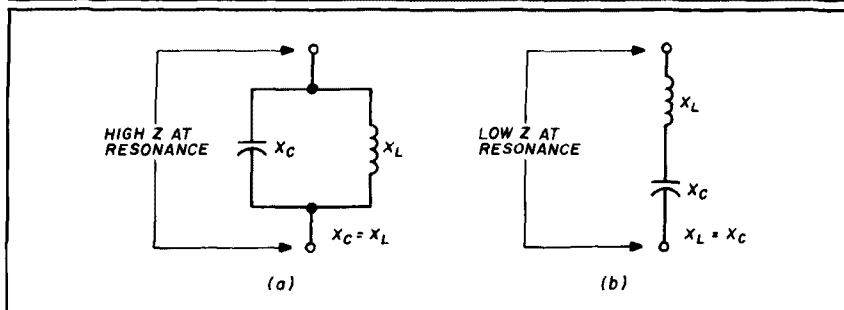 HIGH Z AT
RESONANCE
X_C
X_L
X_C = X_L
(a)
LOW Z AT
RESONANCE
X_L
X_C
X_L = X_C
(b)